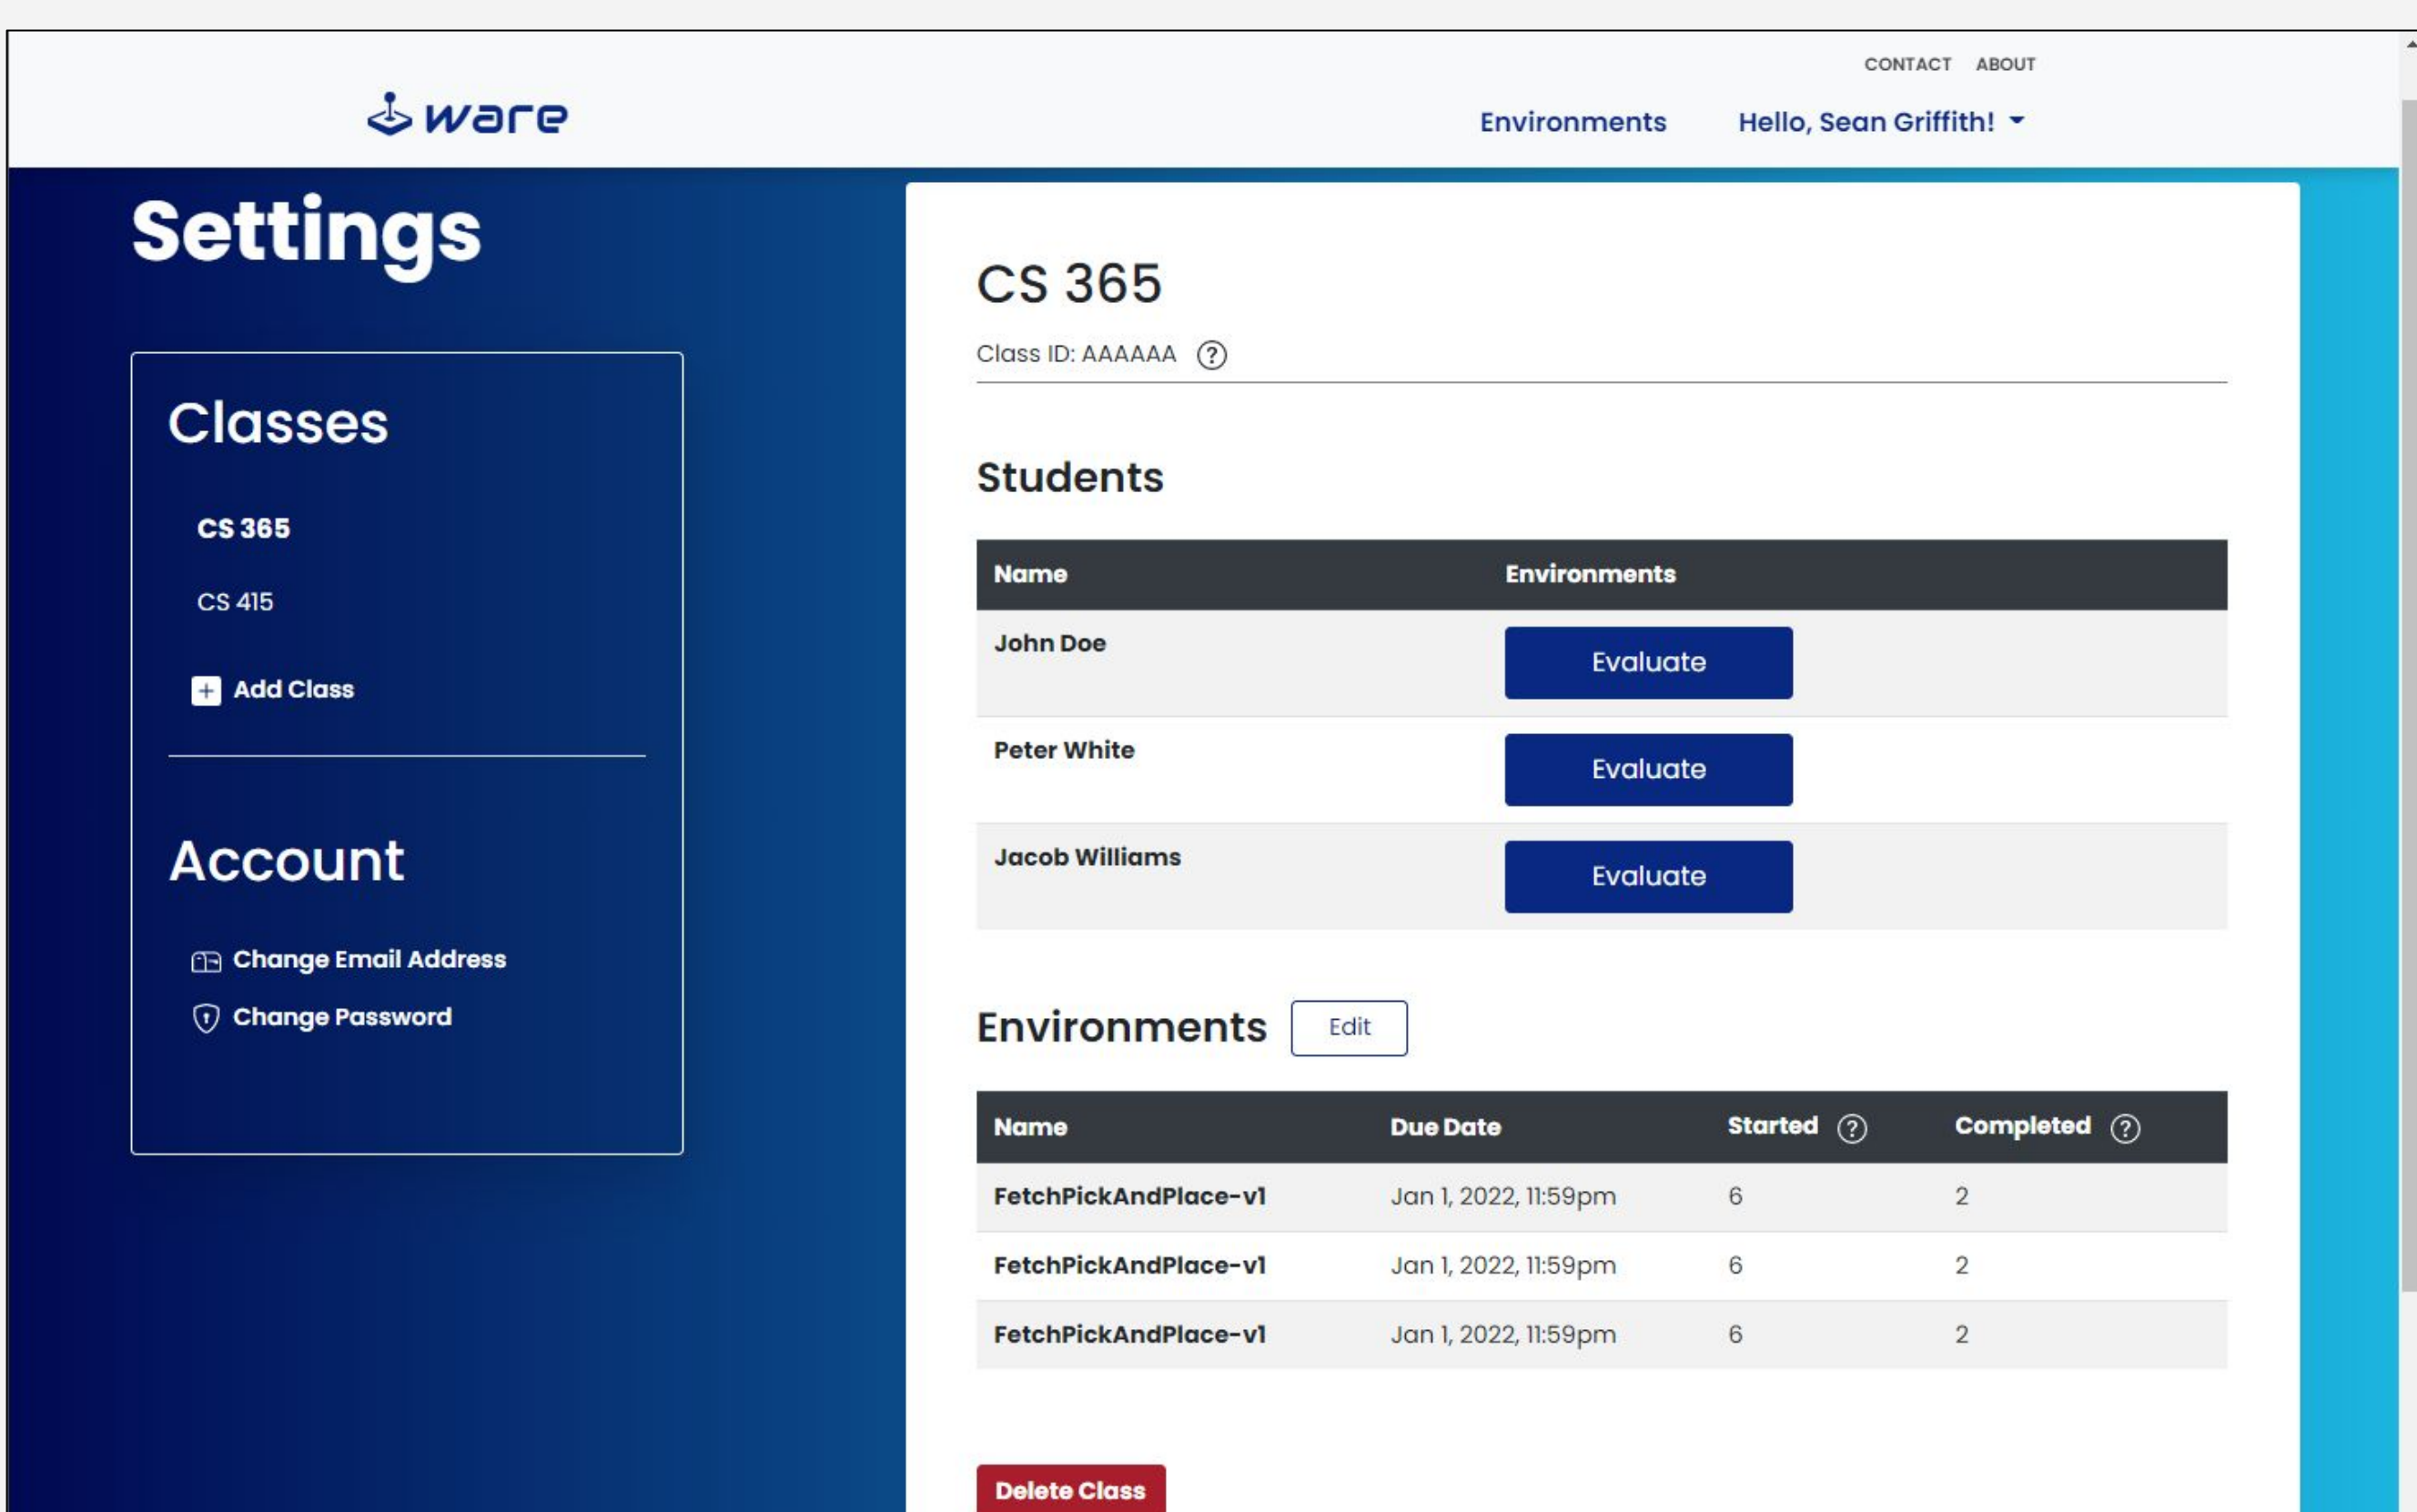 CONTACT ABOUT
ware
Environments Hello, Sean Griffith!
Settings
Classes
CS 365
CS 415
Add Class
Account
Change Email Address
Change Password
CS 365
Class ID: AAAAAA ?
Students
Name Environments
John Doe Evaluate
Peter White Evaluate
Jacob Williams Evaluate
Environments Edit
Name Due Date Started ? Completed ?
FetchPickAndPlace-v1 Jan 1, 2022, 11:59pm 6 2
FetchPickAndPlace-v1 Jan 1, 2022, 11:59pm 6 2
FetchPickAndPlace-v1 Jan 1, 2022, 11:59pm 6 2
Delete Class